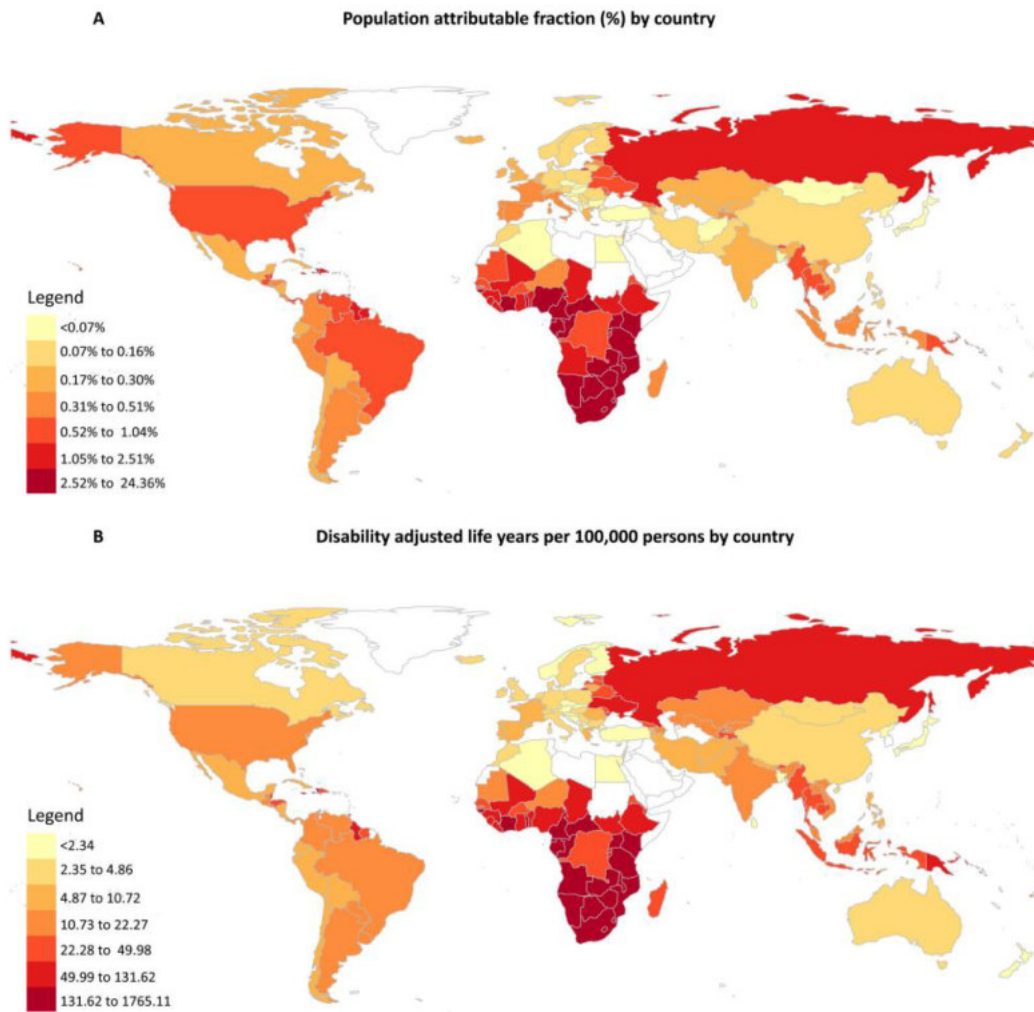 A
Population attributable fraction (%) by country
Legend
<0.07%
0.07% to 0.16%
0.17% to 0.30%
0.31% to 0.51%
0.52% to 1.04%
1.05% to 2.51%
2.52% to 24.36%
B
Disability adjusted life years per 100,000 persons by country
Legend
<2.34
2.35 to 4.86
4.87 to 10.72
10.73 to 22.27
22.28 to 49.98
49.99 to 131.62
131.62 to 1765.11